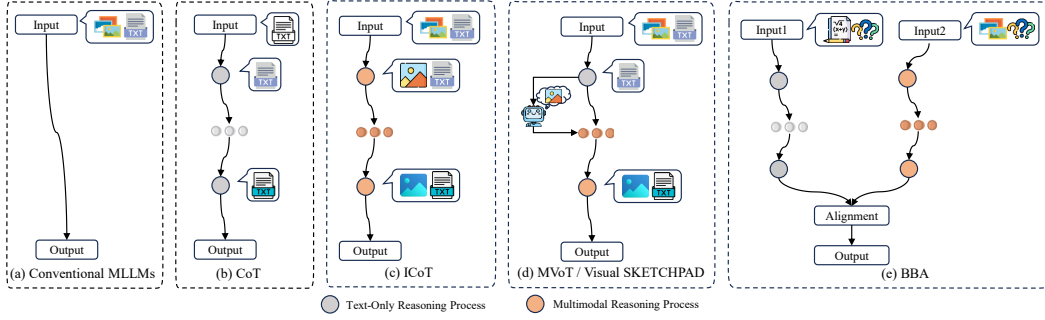 Input
TXT
Output
(a) Conventional MLLMs
Input
TXT
TXT
TXT
Output
(b) CoT
Input
TXT
TXT
TXT
Output
(c) ICoT
Input
TXT
TXT
TXT
Output
(d) MVoT / Visual SKETCHPAD
Input1
√x
(x+y)
Input2
Alignment
Output
(e) BBA
Text-Only Reasoning Process
Multimodal Reasoning Process